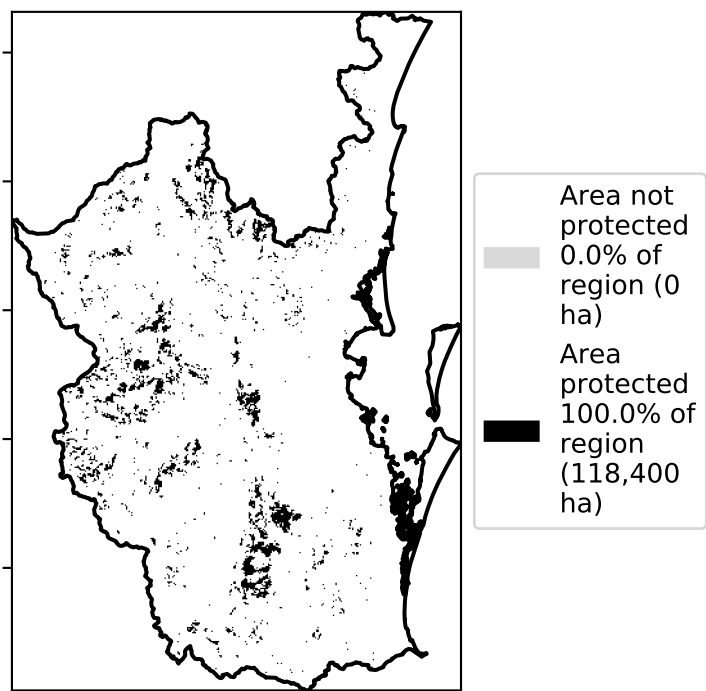 Area not
protected
0.0% of
region (0
ha)
Area
protected
100.0% of
region
(118,400
ha)